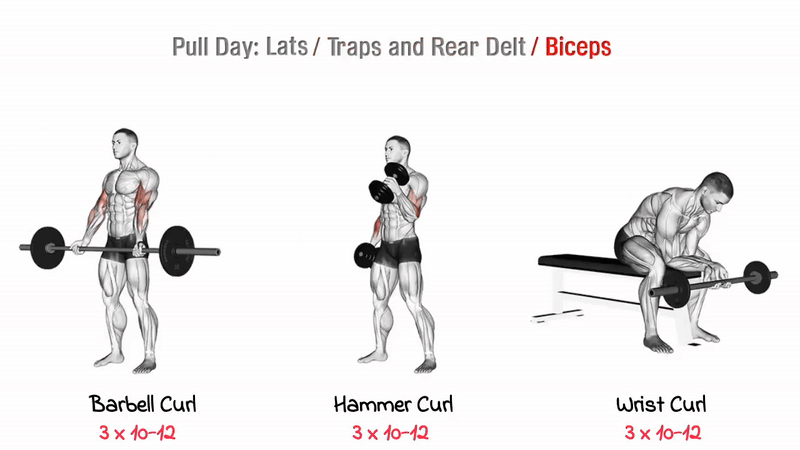 Pull Day: Lats / Traps and Rear Delt / Biceps
Barbell Curl
3 x 10-12
Hammer Curl
3 x 10-12
Wrist Curl
3 x 10-12